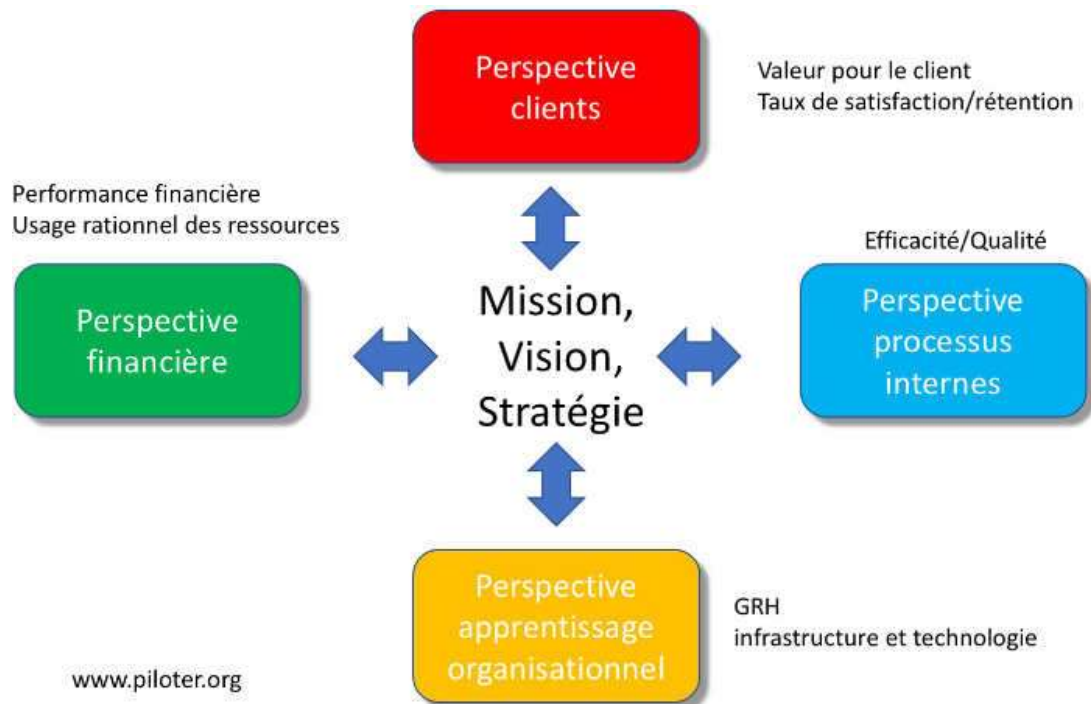 Perspective
clients
Valeur pour le client
Taux de satisfaction/rétention
Performance financière
Usage rationnel des ressources
Efficacité/Qualité
Perspective
financière
Mission,
Vision,
Stratégie
Perspective
processus
internes
Perspective
apprentissage
organisationnel
GRH
infrastructure et technologie
www.piloter.org